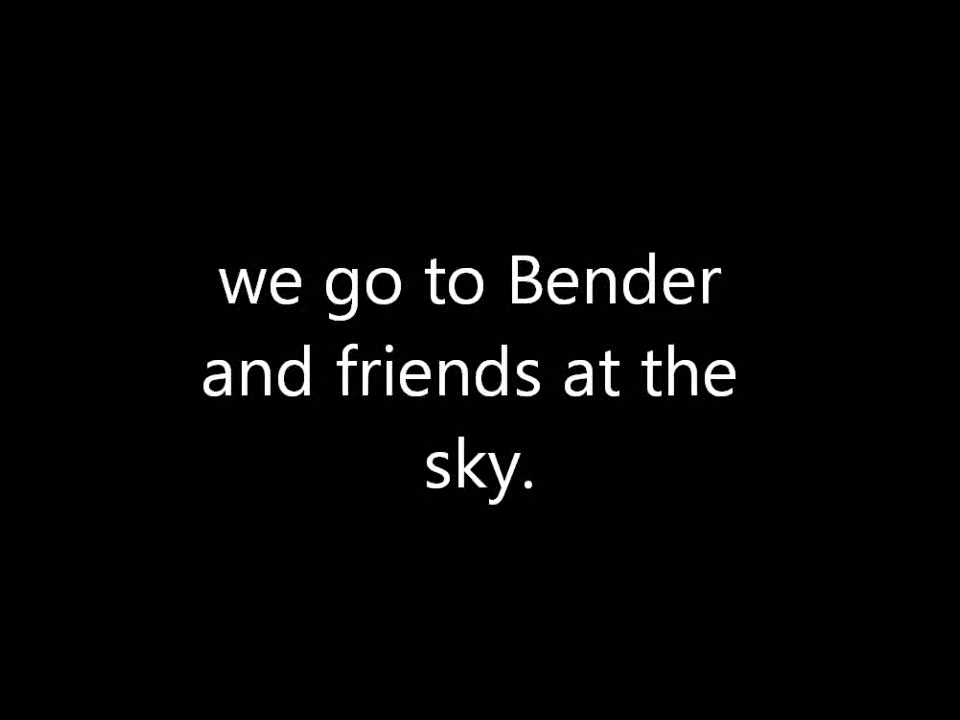 we go to Bender
and friends at the
sky.